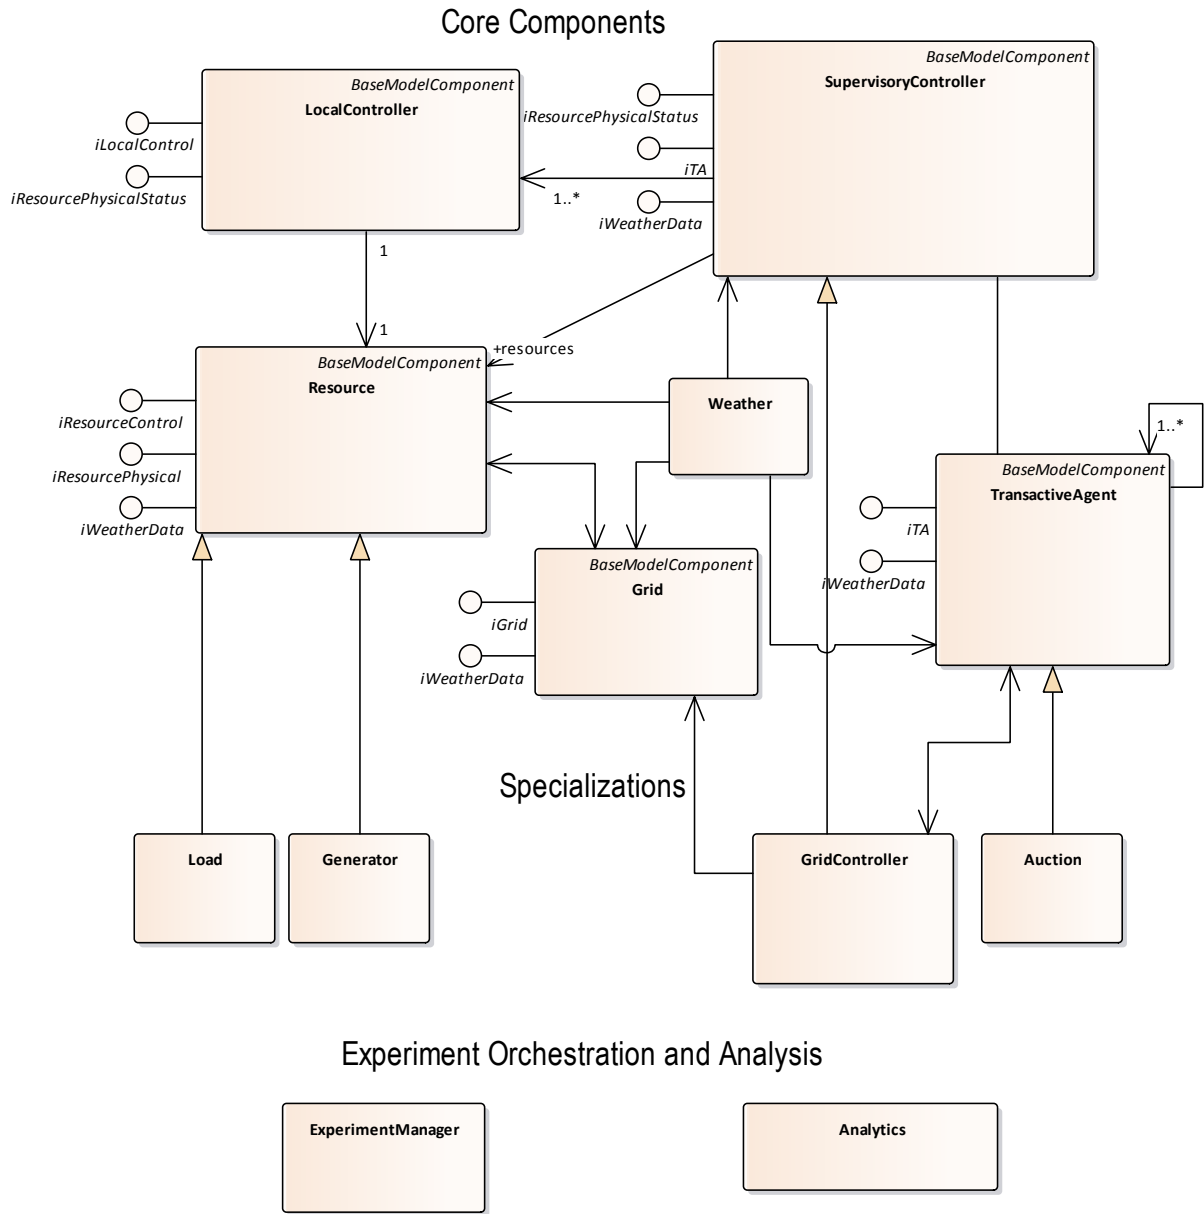 Core Components
BaseModelComponent
LocalController
iLocalControl
iResourcePhysicalStatus
BaseModelComponent
SupervisoryController
iResourcePhysicalStatus
iTA
iWeatherData
1..*
1
1
+resources
BaseModelComponent
Resource
iResourceControl
iResourcePhysical
iWeatherData
Weather
1..*
BaseModelComponent
TransactiveAgent
iTA
iWeatherData
BaseModelComponent
Grid
iGrid
iWeatherData
Specializations
Load
Generator
GridController
Auction
Experiment Orchestration and Analysis
ExperimentManager
Analytics